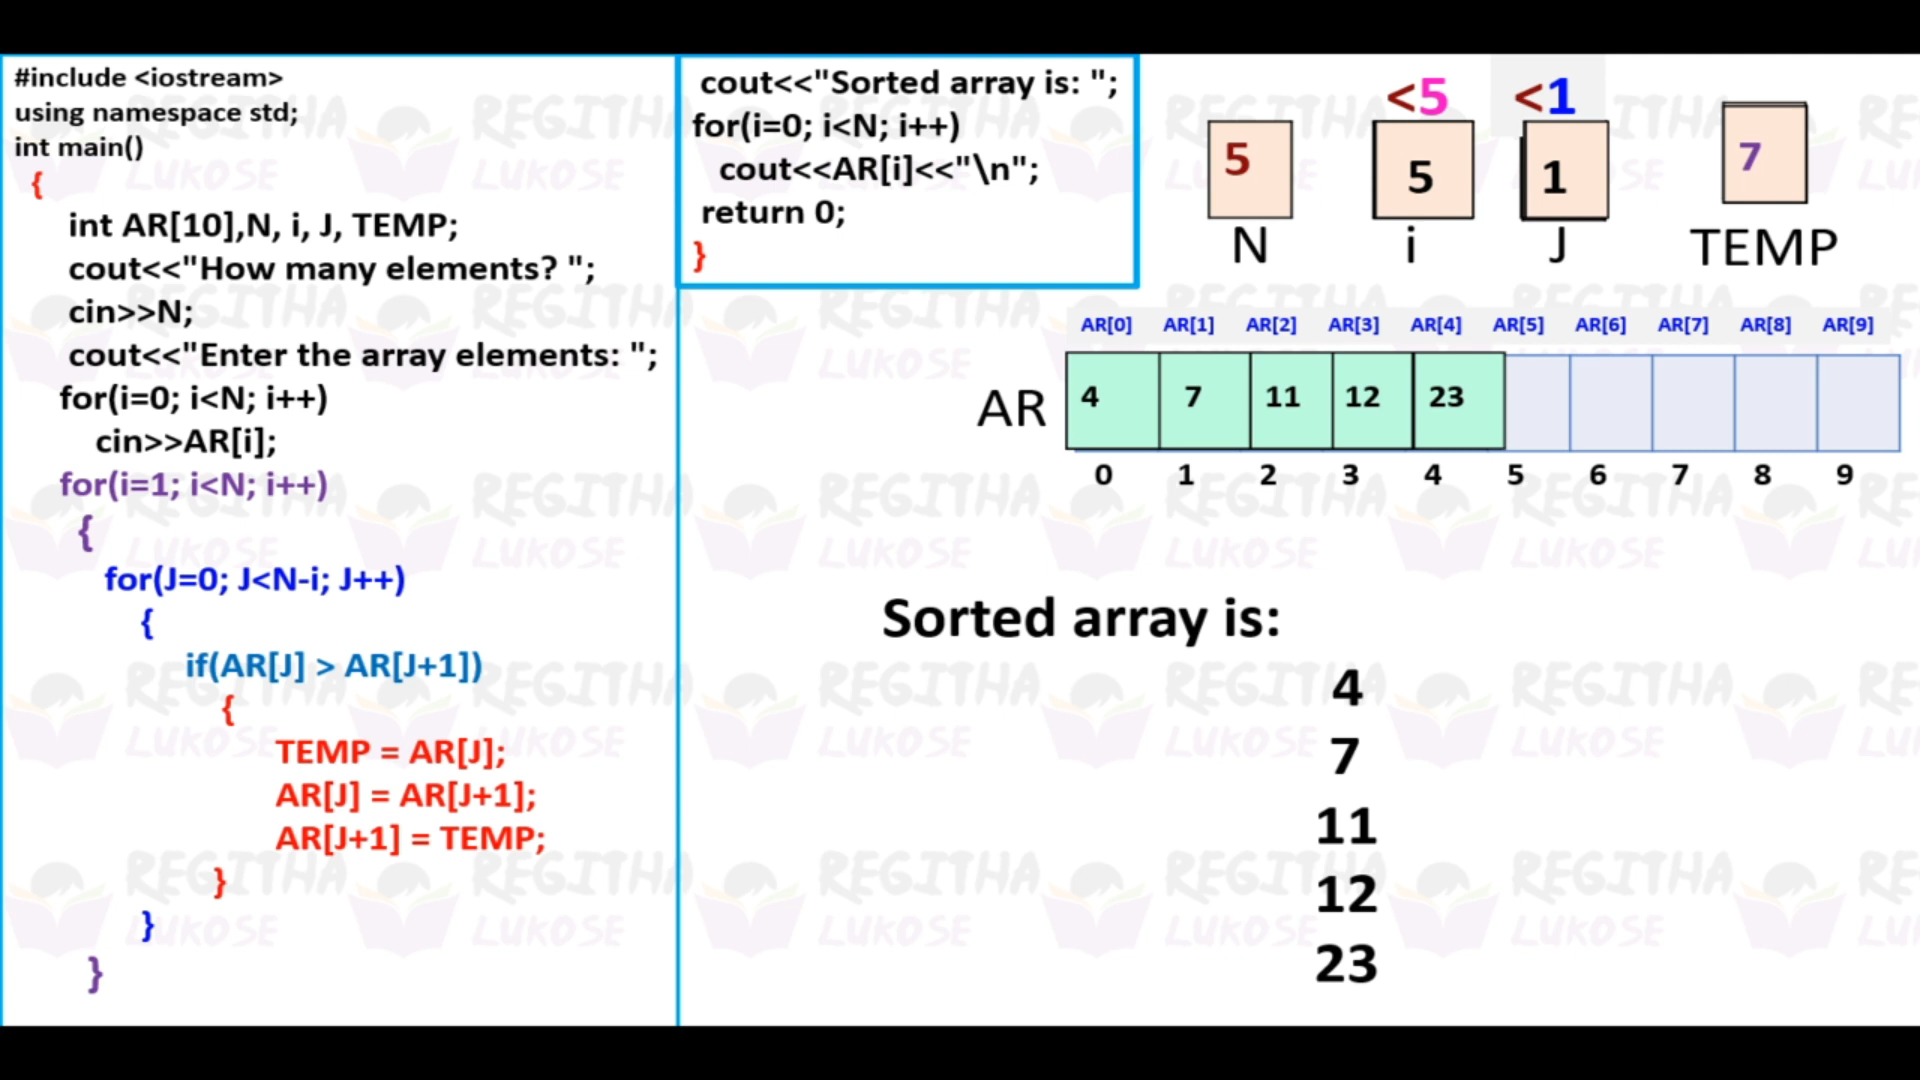 #include <iostream>
using namespace std;
int main()
{
int AR[10],N, i, J, TEMP;
cout<<"How many elements? ";
cin>>N;
cout<<"Enter the array elements: ";
for(i=0; i<N; i++)
cin>>AR[i];
for(i=1; i<N; i++)
{
for(J=0; J<N-i; J++)
{
if(AR[J] > AR[J+1])
{
TEMP = AR[J];
AR[J] = AR[J+1];
AR[J+1] = TEMP;
}
}
}
cout<<"Sorted array is: ";
for(i=0; i<N; i++)
cout<<AR[i]<<"\n";
return 0;
}
<5 <1
5 5 1 7
N i J TEMP
AR[0] AR[1] AR[2] AR[3] AR[4] AR[5] AR[6] AR[7] AR[8] AR[9]
AR 4 7 11 12 23
0 1 2 3 4 5 6 7 8 9
Sorted array is:
4
7
11
12
23
REGITHA
LUKOSE